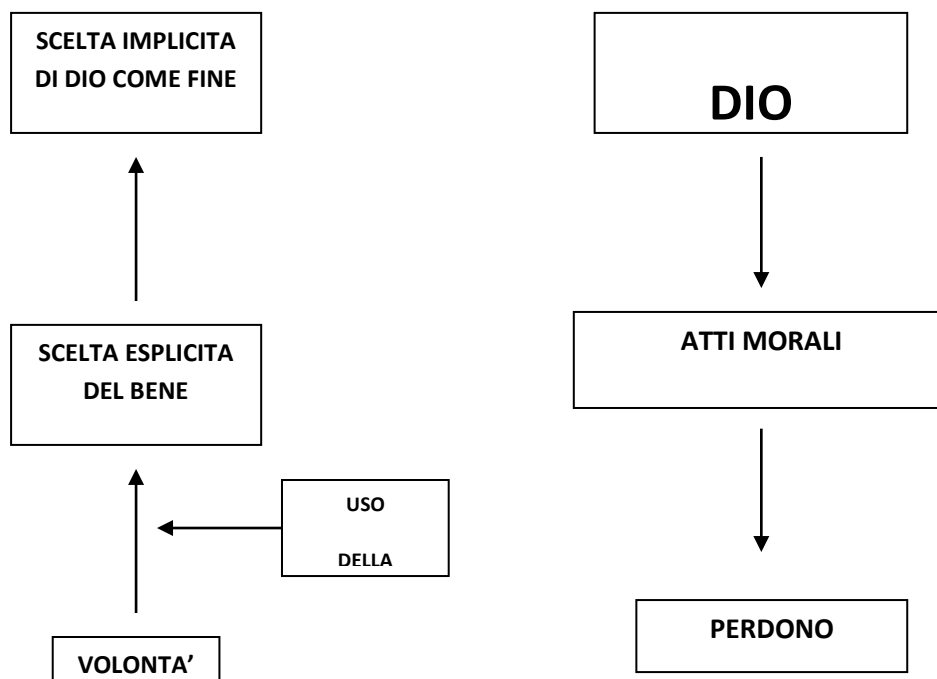 SCELTA IMPLICITA
DI DIO COME FINE
DIO
SCELTA ESPLICITA
DEL BENE
ATTI MORALI
USO
DELLA
PERDONO
VOLONTA’